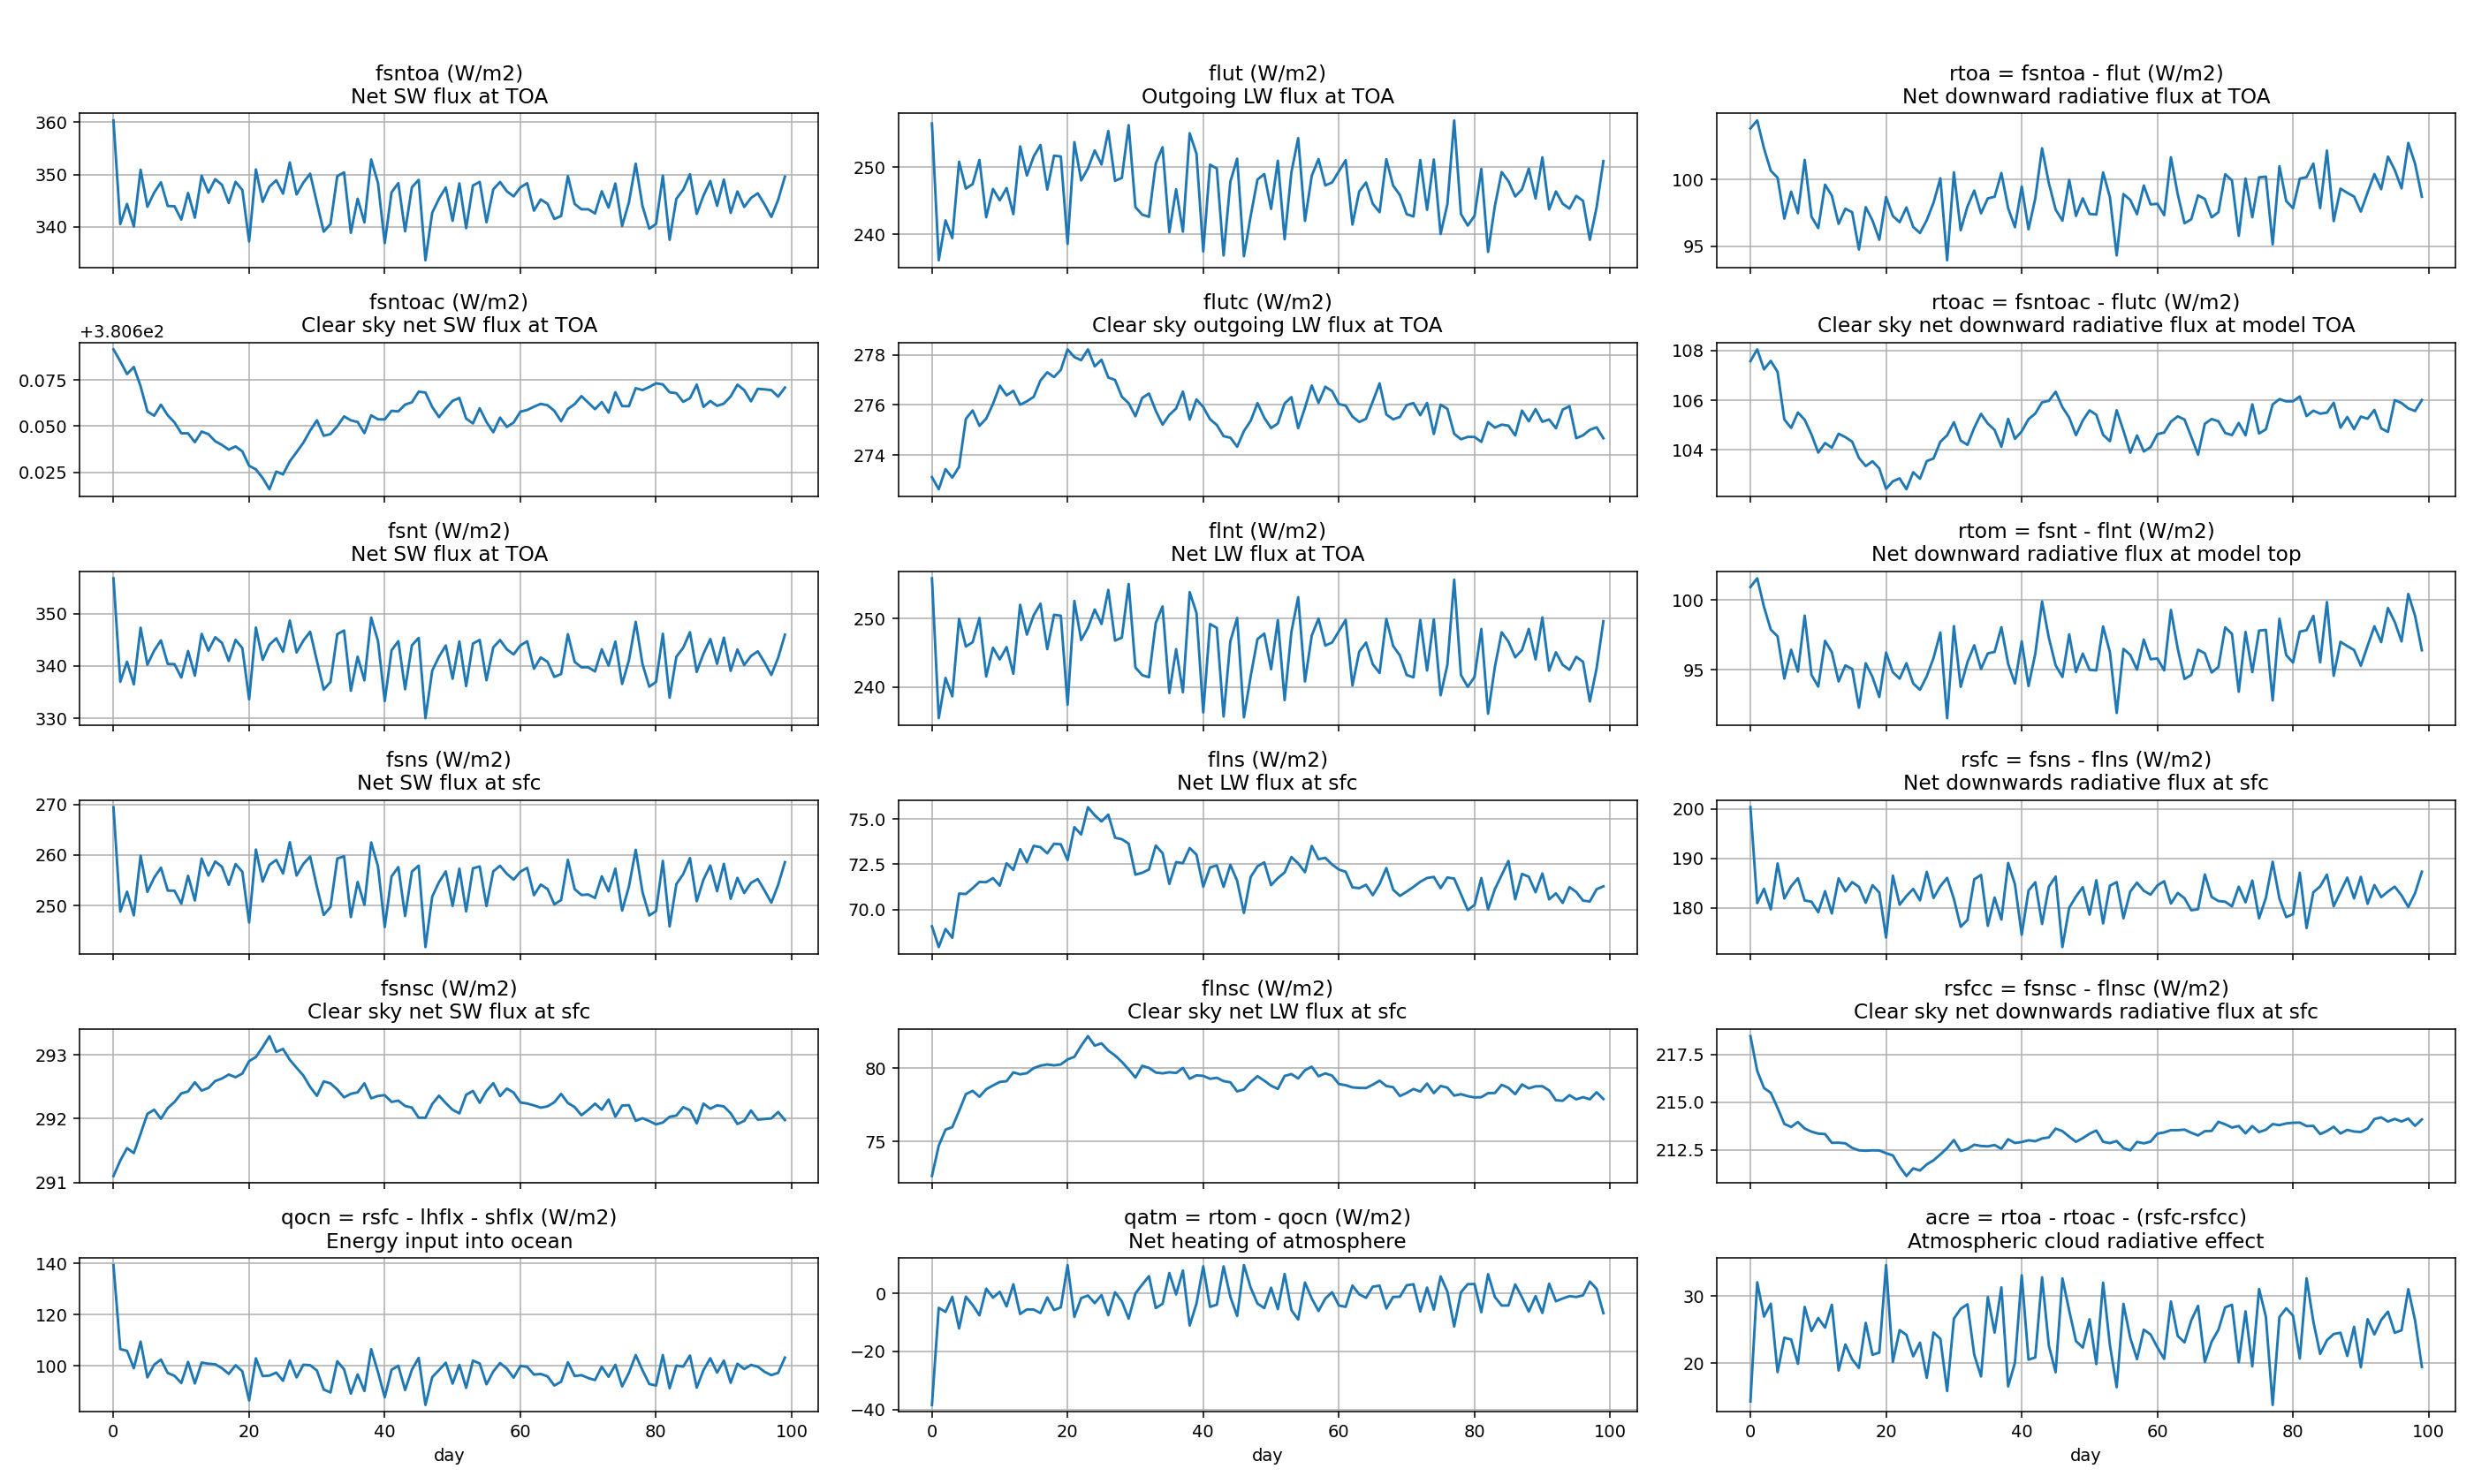 fsntoa (W/m2)
Net SW flux at TOA
360
350
340
flut (W/m2)
Outgoing LW flux at TOA
250
240
rtoa = fsntoa - flut (W/m2)
Net downward radiative flux at TOA
100
95
fsntoac (W/m2)
Clear sky net SW flux at TOA
+3.806e2
0.075
0.050
0.025
flutc (W/m2)
Clear sky outgoing LW flux at TOA
278
276
274
rtoac = fsntoac - flutc (W/m2)
Clear sky net downward radiative flux at model TOA
108
106
104
fsnt (W/m2)
Net SW flux at TOA
350
340
330
flnt (W/m2)
Net LW flux at TOA
250
240
rtom = fsnt - flnt (W/m2)
Net downward radiative flux at model top
100
95
fsns (W/m2)
Net SW flux at sfc
270
260
250
flns (W/m2)
Net LW flux at sfc
75.0
72.5
70.0
rsfc = fsns - flns (W/m2)
Net downwards radiative flux at sfc
200
190
180
fsnsc (W/m2)
Clear sky net SW flux at sfc
293
292
291
flnsc (W/m2)
Clear sky net LW flux at sfc
80
75
rsfcc = fsnsc - flnsc (W/m2)
Clear sky net downwards radiative flux at sfc
217.5
215.0
212.5
qocn = rsfc - lhflx - shflx (W/m2)
Energy input into ocean
140
120
100
0 20 40 60 80 100
day
qatm = rtom - qocn (W/m2)
Net heating of atmosphere
0
−20
−40
0 20 40 60 80 100
day
acre = rtoa - rtoac - (rsfc-rsfcc)
Atmospheric cloud radiative effect
30
20
0 20 40 60 80 100
day